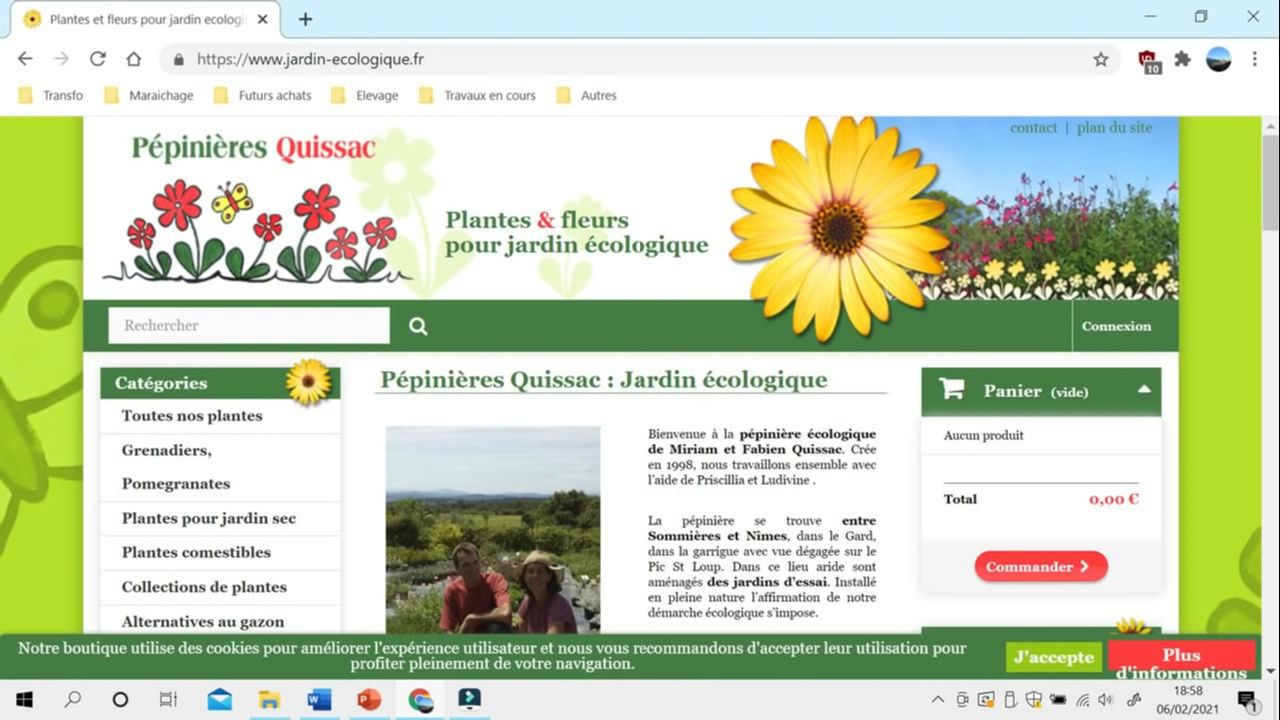 Plantes et fleurs pour jardin ecologi
https://www.jardin-ecologique.fr
10
Transfo
Maraichage
Futurs achats
Elevage
Travaux en cours
Autres
contact | plan du site
Pépinières Quissac
Plantes & fleurs
pour jardin écologique
Rechercher
Connexion
Catégories
Toutes nos plantes
Grenadiers,
Pomegranates
Plantes pour jardin sec
Plantes comestibles
Collections de plantes
Alternatives au gazon
Pépinières Quissac : Jardin écologique
Bienvenue à la pépinière écologique
de Miriam et Fabien Quissac. Crée
en 1998, nous travaillons ensemble avec
l'aide de Priscillia et Ludivine .
La pépinière se trouve entre
Sommières et Nîmes, dans le Gard,
dans la garrigue avec vue dégagée sur le
Pic St Loup. Dans ce lieu aride sont
aménagés des jardins d'essai. Installé
en pleine nature l'affirmation de notre
démarche écologique s'impose.
Panier (vide)
Aucun produit
Total 0,00 €
Commander
Notre boutique utilise des cookies pour améliorer l'expérience utilisateur et nous vous recommandons d'accepter leur utilisation pour
profiter pleinement de votre navigation.
J'accepte
Plus
d'informations
18:58
06/02/2021
1